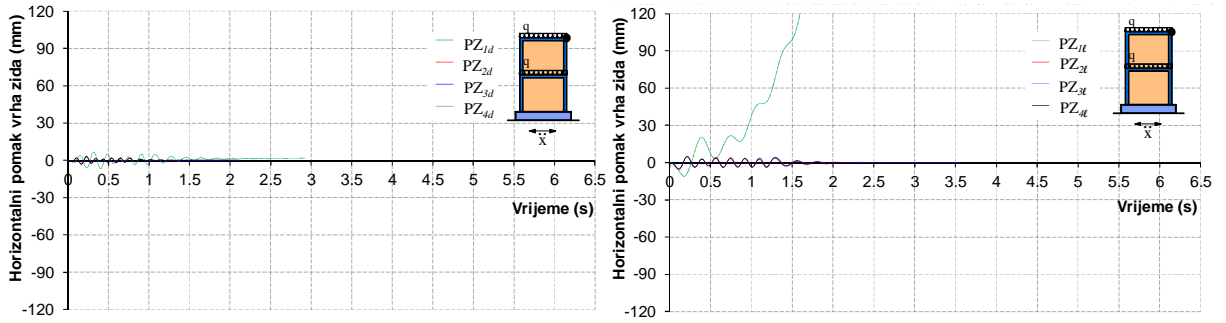 Horizontalni pomak vrha zida (mm)
120
90
60
30
0
-30
-60
-90
-120
0 0.5 1 1.5 2 2.5 3 3.5 4 4.5 5 5.5 6 6.5
Vrijeme (s)
PZ1d
PZ2d
PZ3d
PZ4d
q
q
ẍ
Horizontalni pomak vrha zida (mm)
120
90
60
30
0
-30
-60
-90
-120
0 0.5 1 1.5 2 2.5 3 3.5 4 4.5 5 5.5 6 6.5
Vrijeme (s)
PZ1ℓ
PZ2ℓ
PZ3ℓ
PZ4ℓ
q
q
ẍ